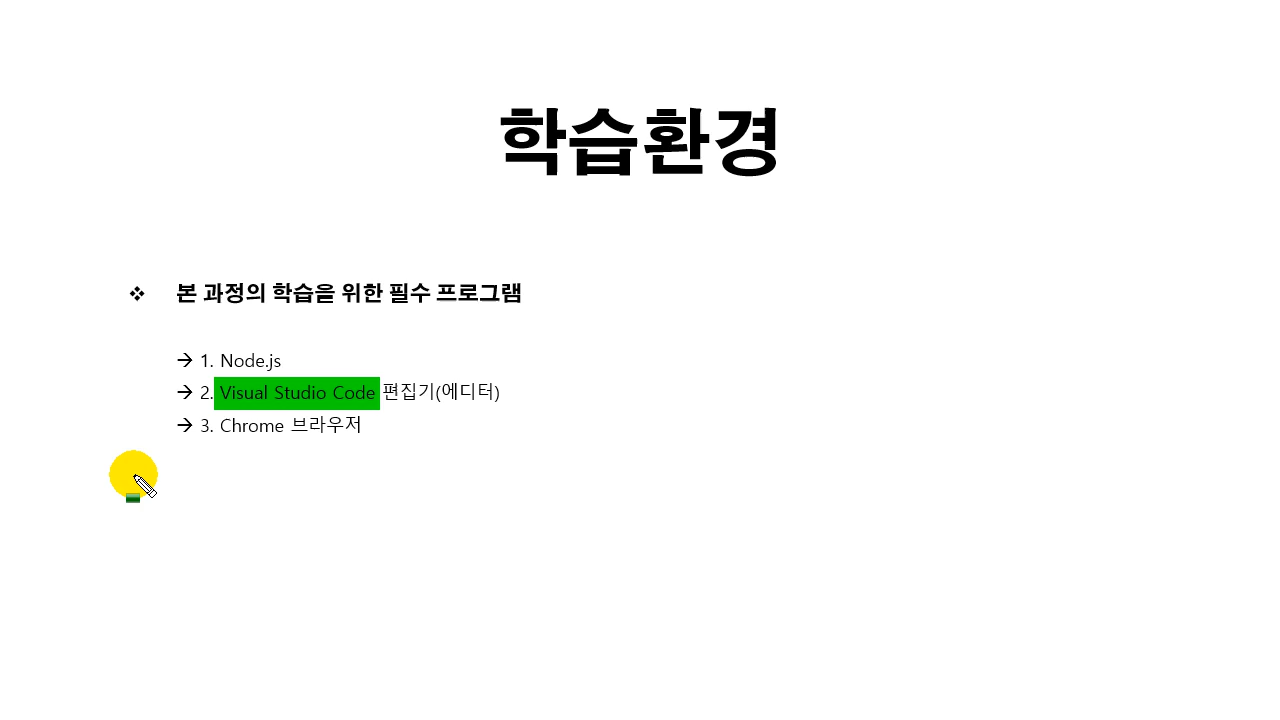 학습환경
❖ 본 과정의 학습을 위한 필수 프로그램
→ 1. Node.js
→ 2. Visual Studio Code 편집기(에디터)
→ 3. Chrome 브라우저